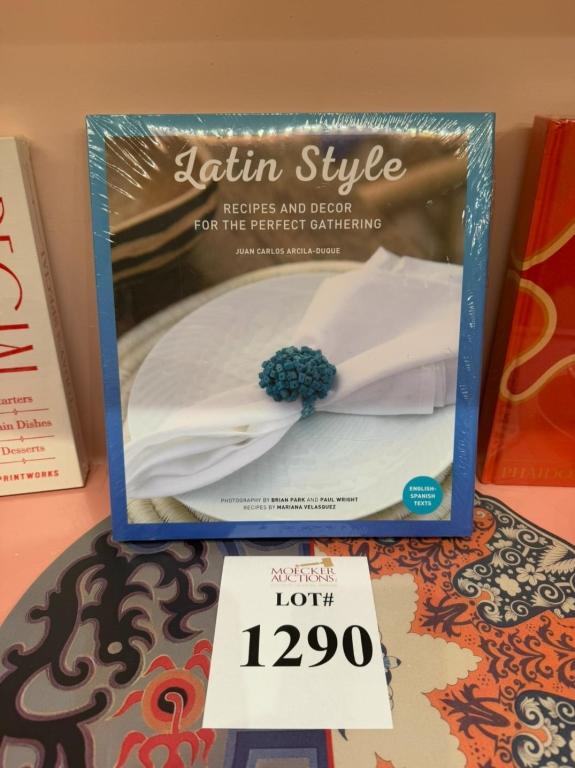 Latin Style
RECIPES AND DECOR
FOR THE PERFECT GATHERING
JUAN CARLOS ARCILA-DUQUE
PHOTOGRAPHY BY BRIAN PARK AND PAUL WRIGHT
RECIPES BY MARIANA VELASQUEZ
ENGLISH-
SPANISH
TEXTS
arters
ain Dishes
Desserts
PRINTWORKS
PHAIDO
MOECKER
AUCTIONS
LOT#
1290